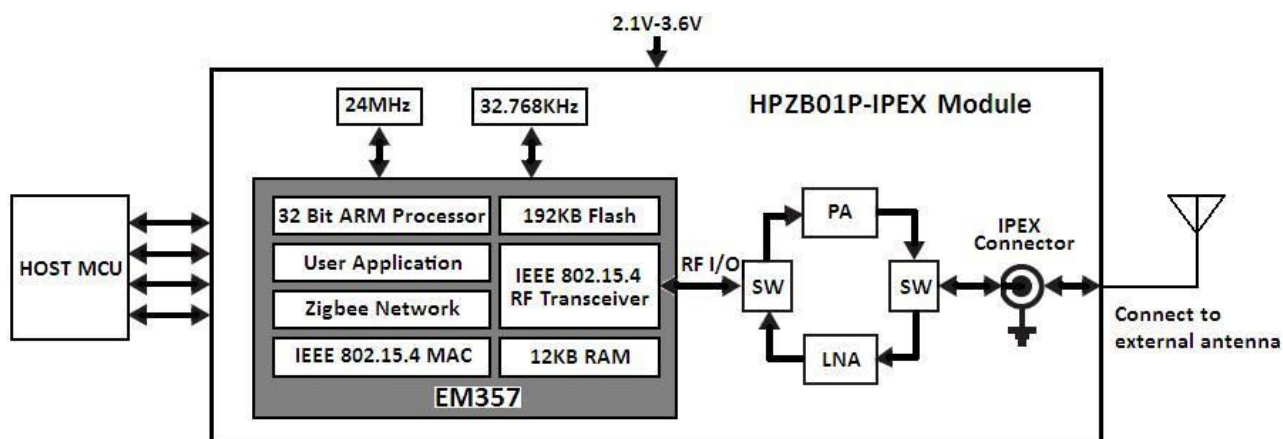 2.1V-3.6V
HPZB01P-IPEX Module
24MHz
32.768KHz
HOST MCU
32 Bit ARM Processor
User Application
Zigbee Network
IEEE 802.15.4 MAC
192KB Flash
IEEE 802.15.4
RF Transceiver
12KB RAM
EM357
RF I/O
SW
PA
LNA
SW
IPEX
Connector
Connect to
external antenna